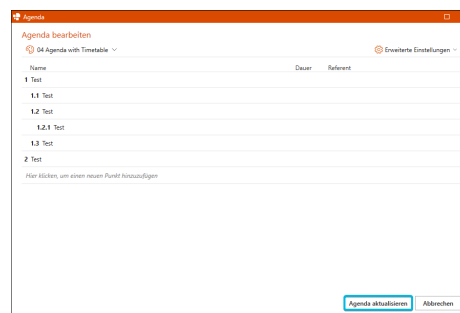 Agenda
Agenda bearbeiten
04 Agenda with Timetable
Erweiterte Einstellungen
Name Dauer Referent
1 Test
1.1 Test
1.2 Test
1.2.1 Test
1.3 Test
2 Test
Hier klicken, um einen neuen Punkt hinzuzufügen
Agenda aktualisieren Abbrechen